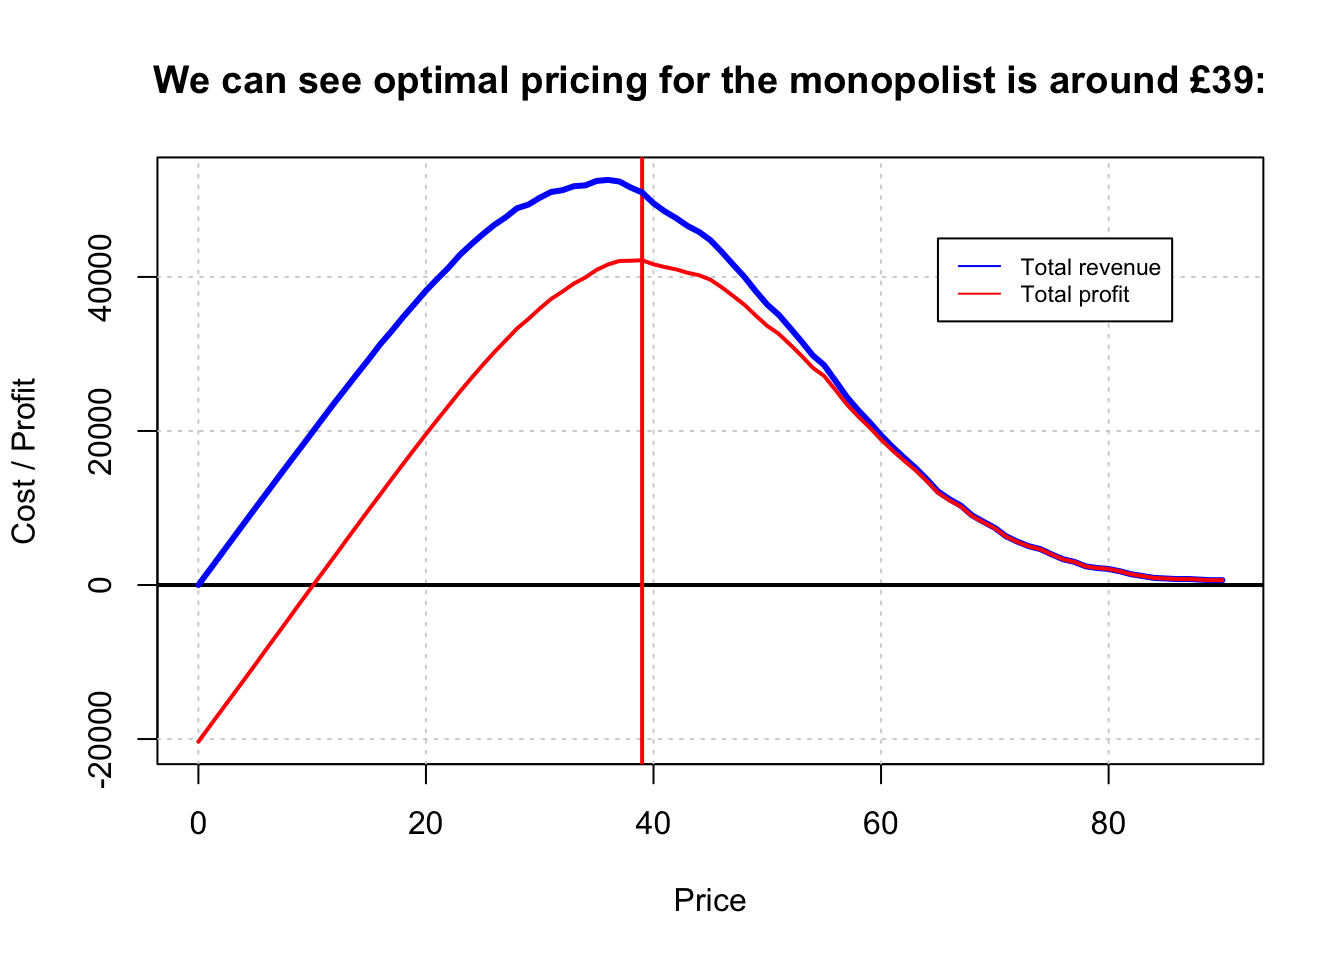 We can see optimal pricing for the monopolist is around £39:
Cost / Profit
40000
20000
0
-20000
Total revenue
Total profit
0 20 40 60 80
Price